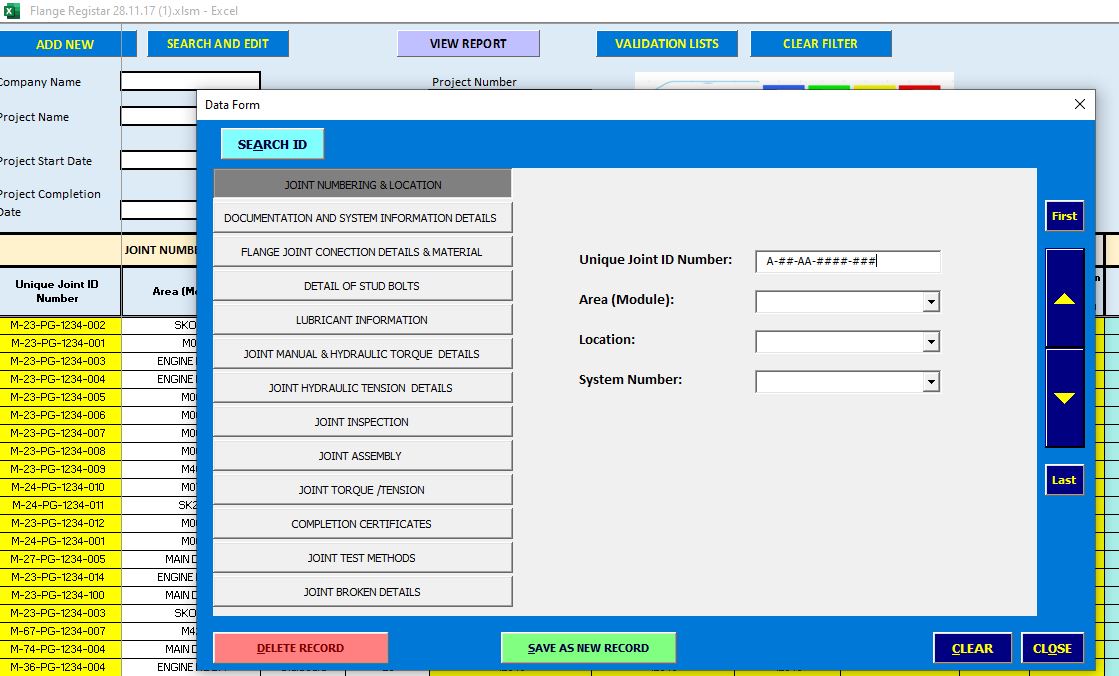 Flange Registar 28.11.17 (1).xlsm - Excel
ADD NEW
SEARCH AND EDIT
VIEW REPORT
VALIDATION LISTS
CLEAR FILTER
Company Name
Project Number
Project Name
Project Start Date
Project Completion
Date
Data Form
SEARCH ID
JOINT NUMBERING & LOCATION
DOCUMENTATION AND SYSTEM INFORMATION DETAILS
FLANGE JOINT CONECTION DETAILS & MATERIAL
DETAIL OF STUD BOLTS
LUBRICANT INFORMATION
JOINT MANUAL & HYDRAULIC TORQUE DETAILS
JOINT HYDRAULIC TENSION DETAILS
JOINT INSPECTION
JOINT ASSEMBLY
JOINT TORQUE /TENSION
COMPLETION CERTIFICATES
JOINT TEST METHODS
JOINT BROKEN DETAILS
Unique Joint ID Number: A-##-AA-####-###
Area (Module):
Location:
System Number:
First
Last
DELETE RECORD
SAVE AS NEW RECORD
CLEAR
CLOSE
JOINT NUMBE
Unique Joint ID
Number
Area (M
M-23-PG-1234-002 SKO
M-23-PG-1234-001 M0
M-23-PG-1234-003 ENGINE
M-23-PG-1234-004 ENGINE
M-23-PG-1234-005 M0
M-23-PG-1234-006 M0
M-23-PG-1234-007 M0
M-23-PG-1234-008 M0
M-23-PG-1234-009 M4
M-24-PG-1234-010 M0
M-24-PG-1234-011 SK2
M-23-PG-1234-012 M0
M-24-PG-1234-001 M0
M-27-PG-1234-005 MAIN D
M-23-PG-1234-014 ENGINE
M-23-PG-1234-100 MAIN D
M-23-PG-1234-003 SKO
M-67-PG-1234-007 M4
M-74-PG-1234-004 MAIN D
M-36-PG-1234-004 ENGINE